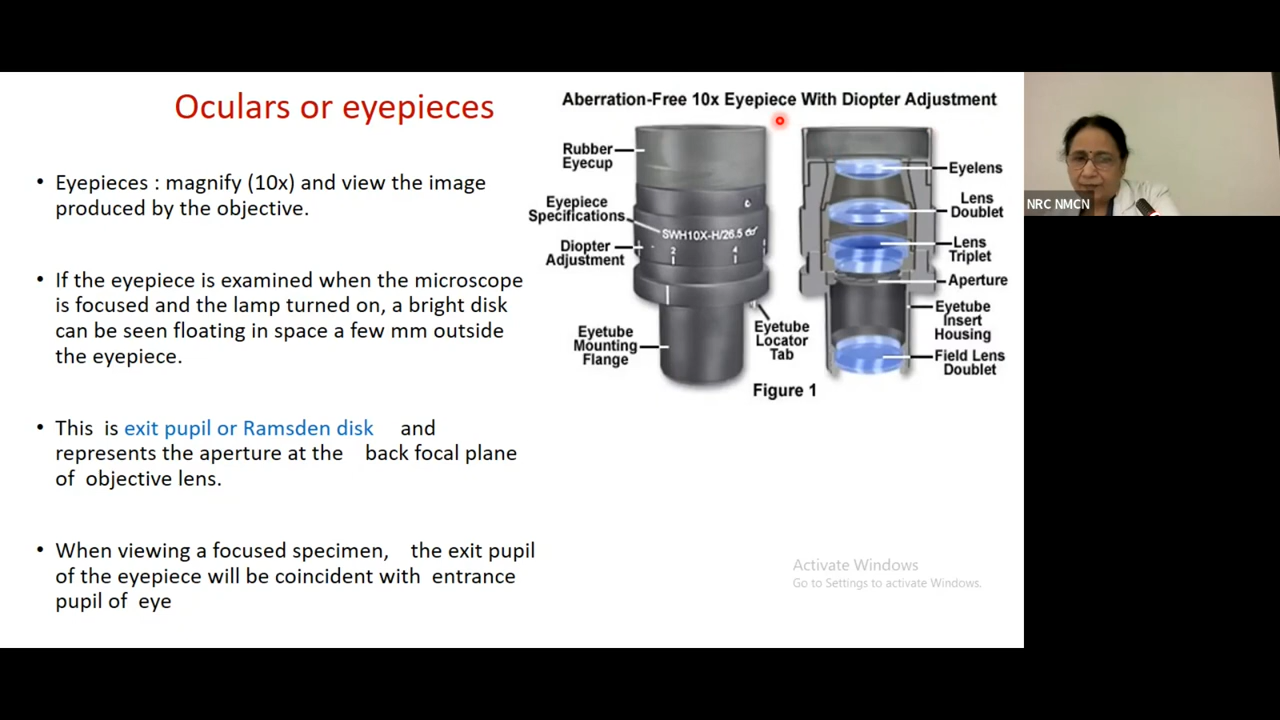 Oculars or eyepieces
• Eyepieces : magnify (10x) and view the image
produced by the objective.
• If the eyepiece is examined when the microscope
is focused and the lamp turned on, a bright disk
can be seen floating in space a few mm outside
the eyepiece.
• This is exit pupil or Ramsden disk and
represents the aperture at the back focal plane
of objective lens.
• When viewing a focused specimen, the exit pupil
of the eyepiece will be coincident with entrance
pupil of eye
Aberration-Free 10x Eyepiece With Diopter Adjustment
Rubber
Eyecup
Eyepiece
Specifications
Diopter
Adjustment
Eyetube
Mounting
Flange
SWH10X-H/26.5
2 4
Eyetube
Locator
Tab
Eyelens
Lens
Doublet
Lens
Triplet
Aperture
Eyetube
Insert
Housing
Field Lens
Doublet
Figure 1
Activate Windows
Go to Settings to activate Windows.
NRC NMCN